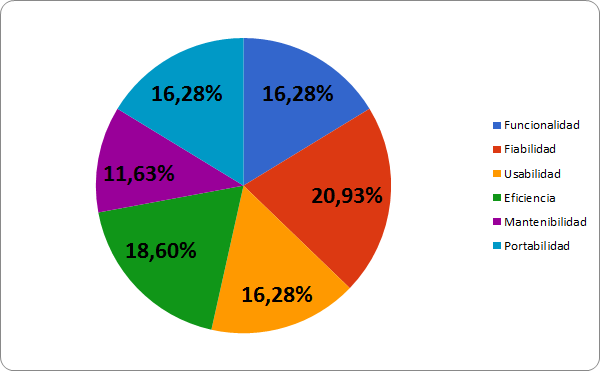 16,28%
16,28%
20,93%
11,63%
18,60%
16,28%
Funcionalidad
Fiabilidad
Usabilidad
Eficiencia
Mantenibilidad
Portabilidad